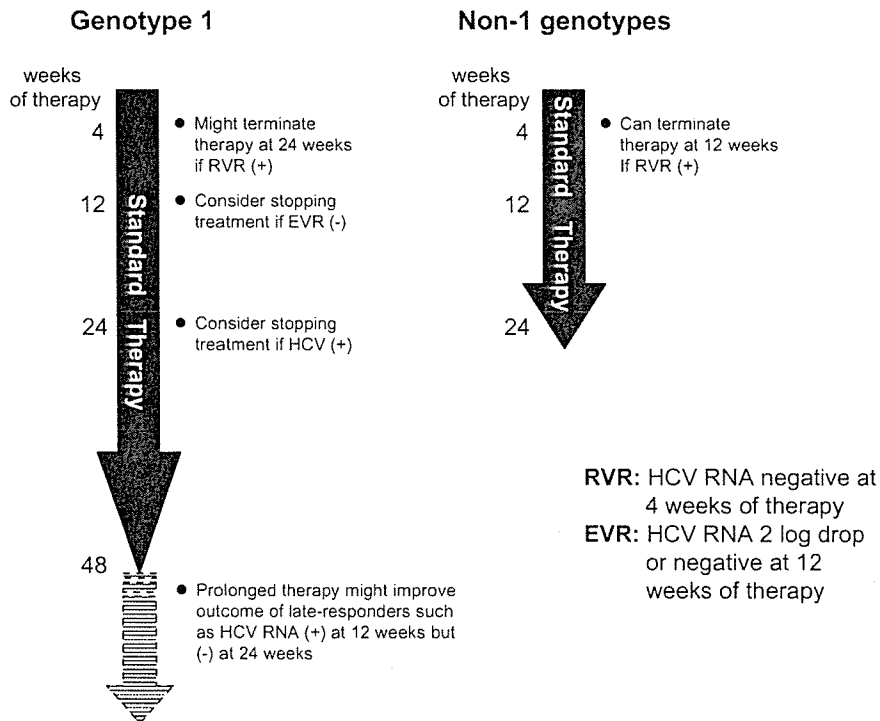 Genotype 1
weeks
of therapy
4
12
24
48
Standard Therapy
● Might terminate
therapy at 24 weeks
if RVR (+)
● Consider stopping
treatment if EVR (-)
● Consider stopping
treatment if HCV (+)
● Prolonged therapy might improve
outcome of late-responders such
as HCV RNA (+) at 12 weeks but
(-) at 24 weeks
Non-1 genotypes
weeks
of therapy
4
12
24
Standard Therapy
● Can terminate
therapy at 12 weeks
If RVR (+)
RVR: HCV RNA negative at
4 weeks of therapy
EVR: HCV RNA 2 log drop
or negative at 12
weeks of therapy